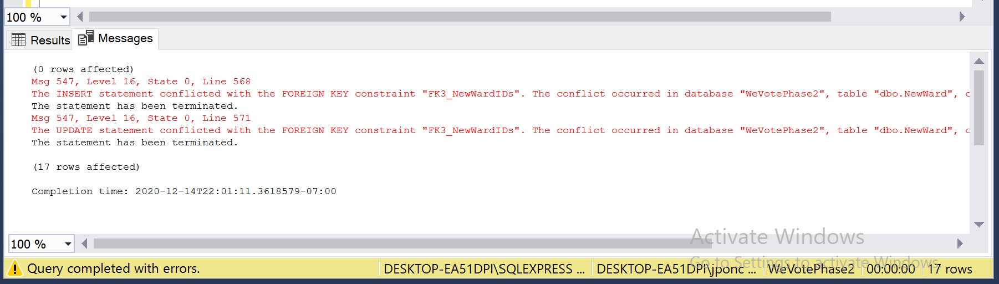 100 %
Results
Messages
(0 rows affected)
Msg 547, Level 16, State 0, Line 568
The INSERT statement conflicted with the FOREIGN KEY constraint "FK3_NewWardIDs". The conflict occurred in database "WeVotePhase2", table "dbo.NewWard", c
The statement has been terminated.
Msg 547, Level 16, State 0, Line 571
The UPDATE statement conflicted with the FOREIGN KEY constraint "FK3_NewWardIDs". The conflict occurred in database "WeVotePhase2", table "dbo.NewWard", c
The statement has been terminated.
(17 rows affected)
Completion time: 2020-12-14T22:01:11.3618579-07:00
Activate Windows
Go to Settings to activate Windows.
100 %
Query completed with errors.
DESKTOP-EA51DPI\SQLEXPRESS ...
DESKTOP-EA51DPI\jponc ...
WeVotePhase2
00:00:00
17 rows